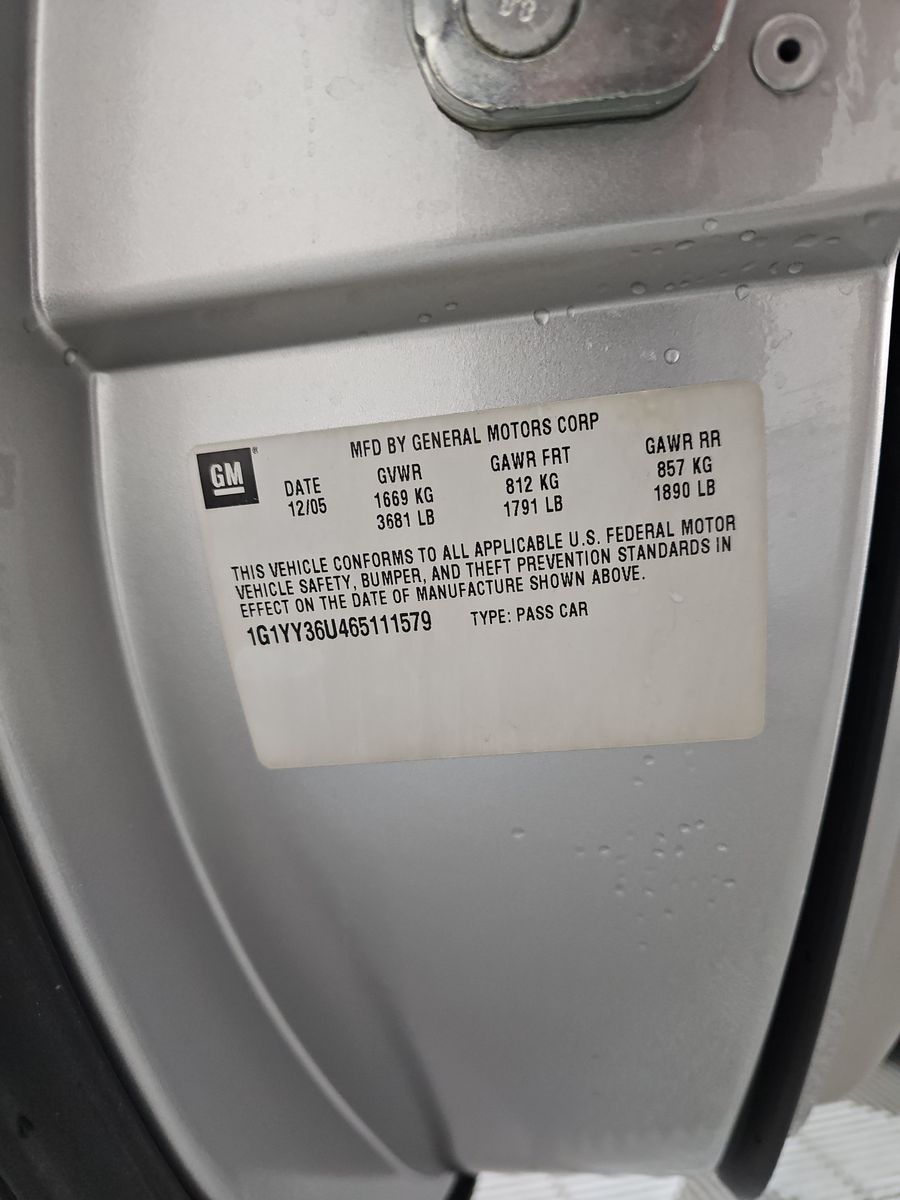 MFD BY GENERAL MOTORS CORP
GM®
DATE GVWR GAWR FRT GAWR RR
12/05 1669 KG 812 KG 857 KG
3681 LB 1791 LB 1890 LB
THIS VEHICLE CONFORMS TO ALL APPLICABLE U.S. FEDERAL MOTOR
VEHICLE SAFETY, BUMPER, AND THEFT PREVENTION STANDARDS IN
EFFECT ON THE DATE OF MANUFACTURE SHOWN ABOVE.
1G1YY36U465111579 TYPE: PASS CAR